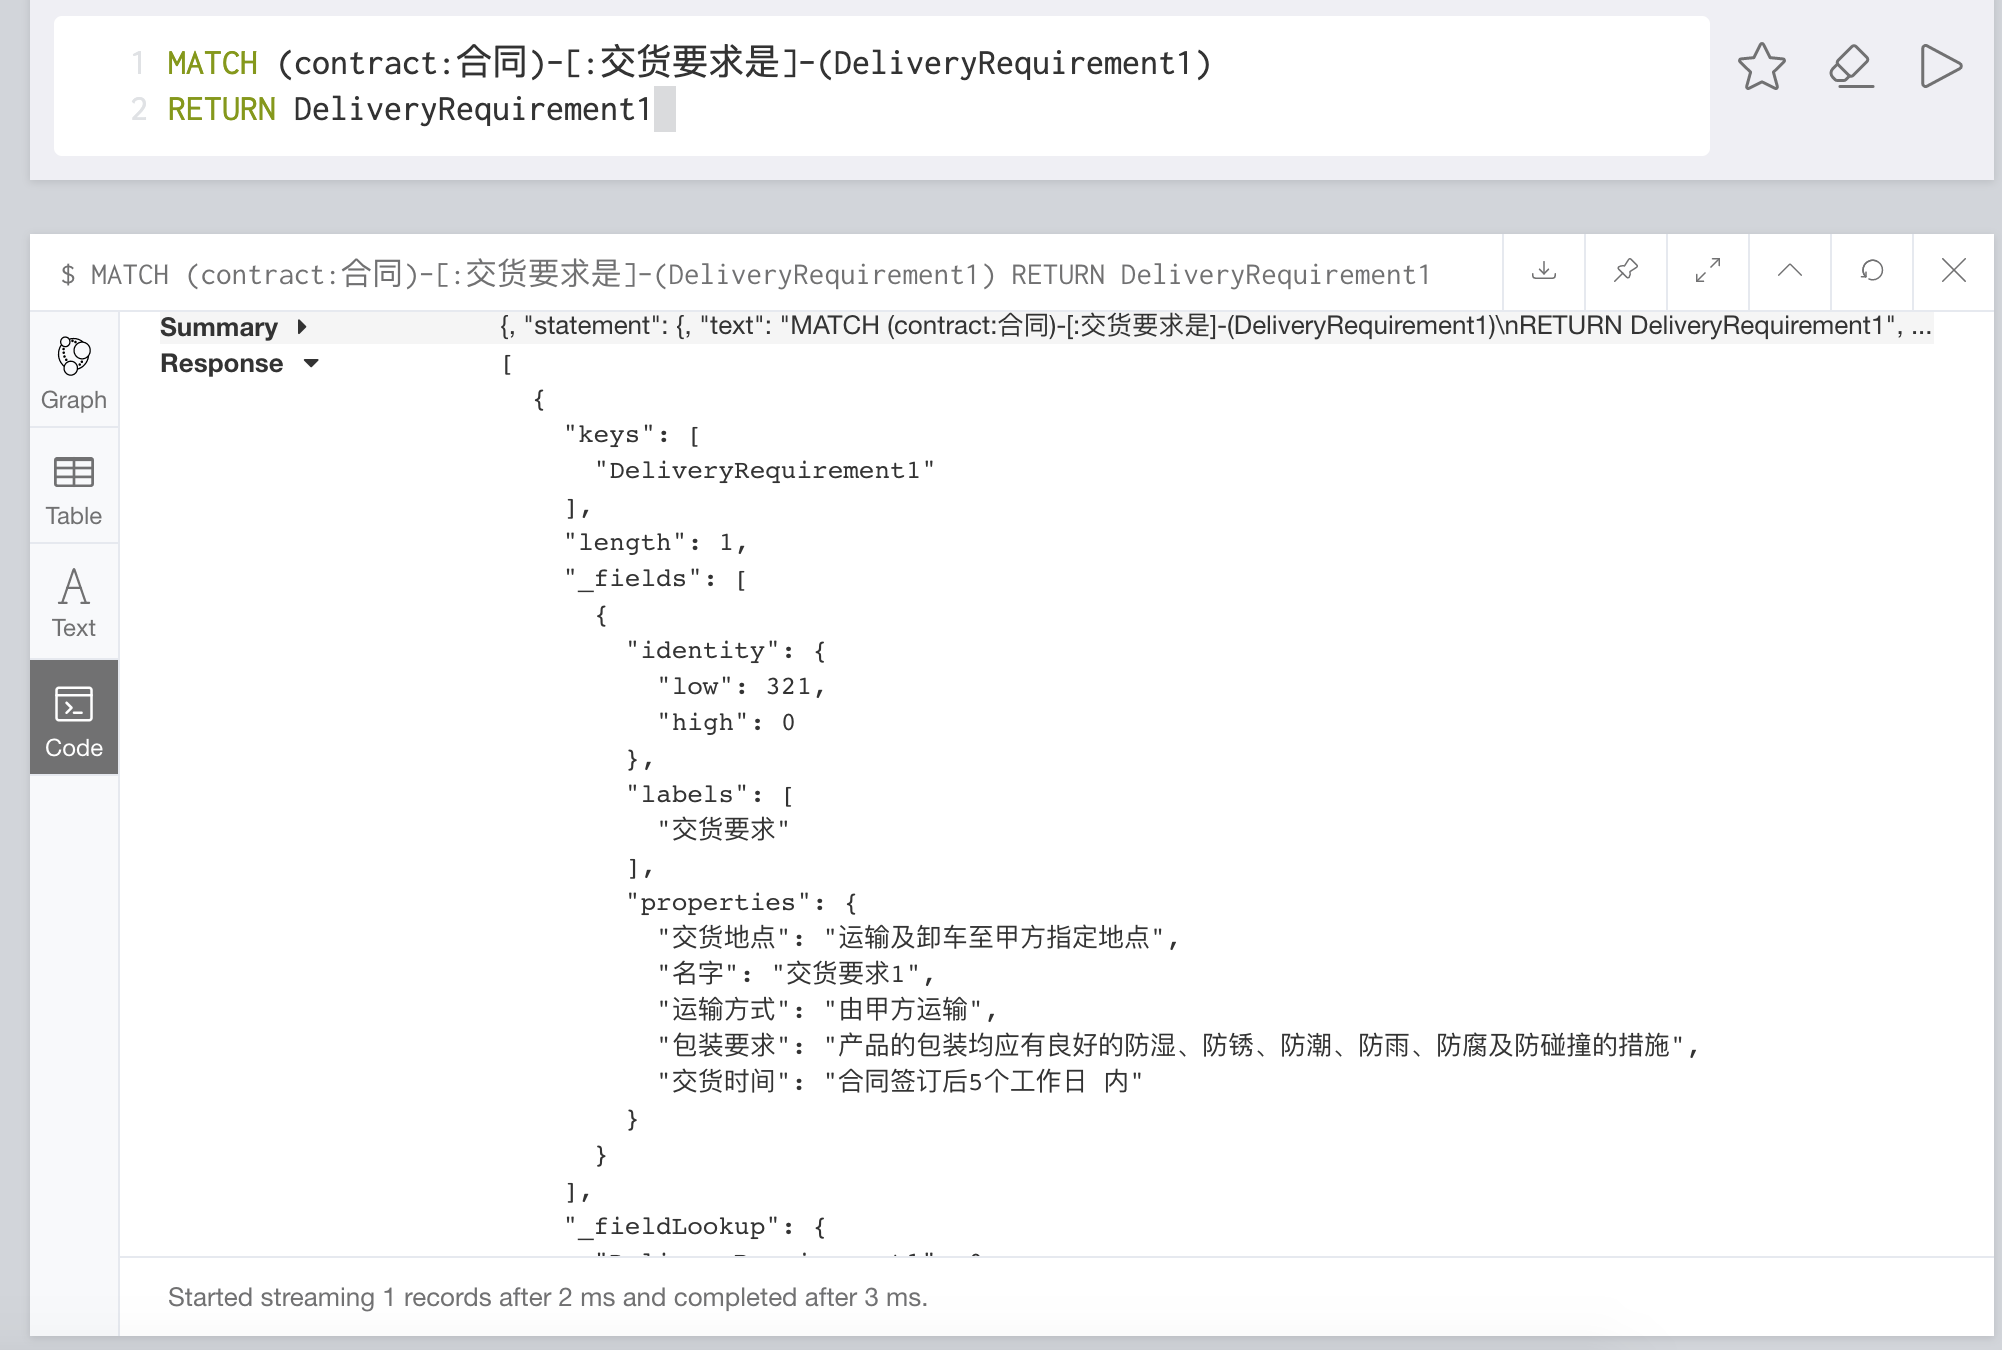 1 MATCH (contract:合同)-[:交货要求是]-(DeliveryRequirement1)
2 RETURN DeliveryRequirement1
$ MATCH (contract:合同)-[:交货要求是]-(DeliveryRequirement1) RETURN DeliveryRequirement1
Summary {, "statement": {, "text": "MATCH (contract:合同)-[:交货要求是]-(DeliveryRequirement1)\nRETURN DeliveryRequirement1", ...
Response [
{
"keys": [
"DeliveryRequirement1"
],
"length": 1,
"_fields": [
{
"identity": {
"low": 321,
"high": 0
},
"labels": [
"交货要求"
],
"properties": {
"交货地点": "运输及卸车至甲方指定地点",
"名字": "交货要求1",
"运输方式": "由甲方运输",
"包装要求": "产品的包装均应有良好的防湿、防锈、防潮、防雨、防腐及防碰撞的措施",
"交货时间": "合同签订后5个工作日 内"
}
}
],
"_fieldLookup": {
Graph
Table
A
Text
Code
Started streaming 1 records after 2 ms and completed after 3 ms.